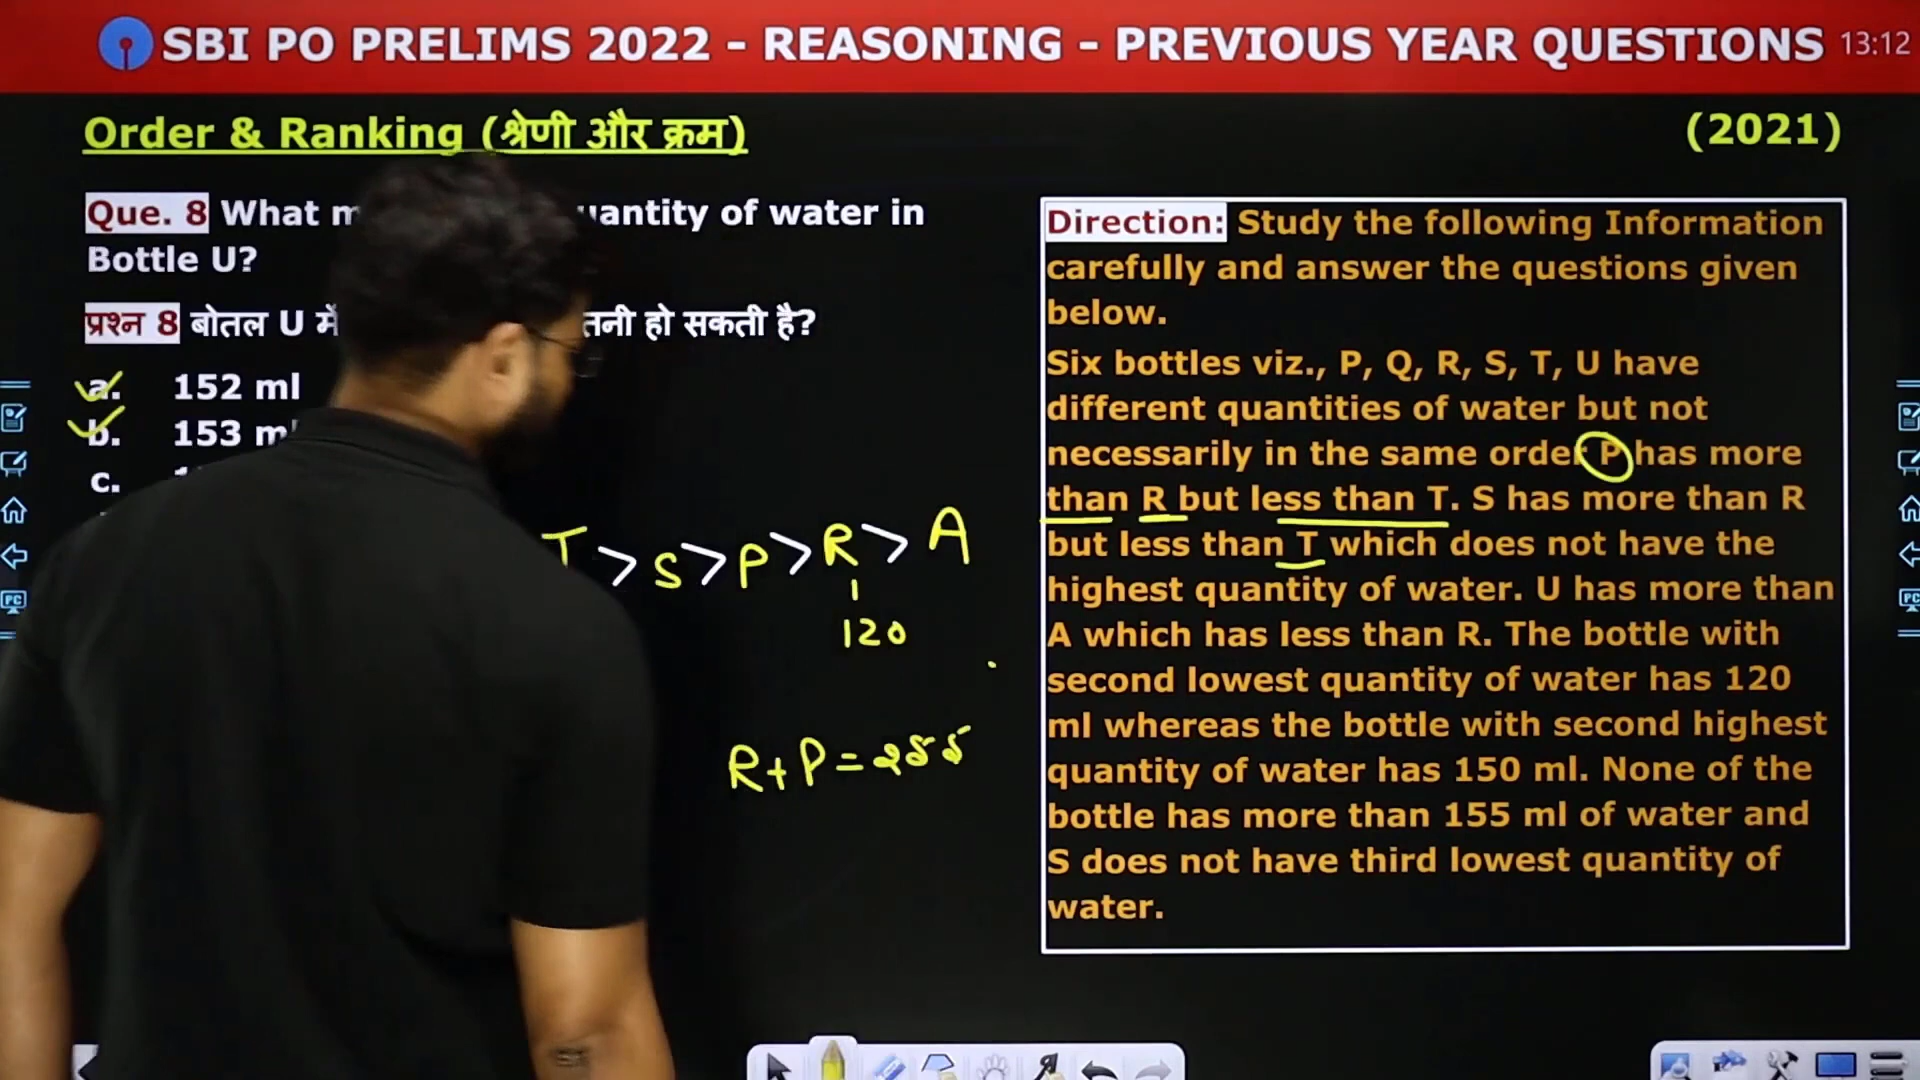 SBI PO PRELIMS 2022 - REASONING - PREVIOUS YEAR QUESTIONS 13:12
Order & Ranking (श्रेणी और क्रम)
(2021)
Que. 8 What uantity of water in
Bottle U?
प्रश्न 8 बोतल U में तनी हो सकती है?
a. 152 ml
b. 153 m
c.
T > S > P > R > A
120
R+P=255
Direction: Study the following Information
carefully and answer the questions given
below.
Six bottles viz., P, Q, R, S, T, U have
different quantities of water but not
necessarily in the same order P has more
than R but less than T. S has more than R
but less than T which does not have the
highest quantity of water. U has more than
A which has less than R. The bottle with
second lowest quantity of water has 120
ml whereas the bottle with second highest
quantity of water has 150 ml. None of the
bottle has more than 155 ml of water and
S does not have third lowest quantity of
water.
PC
PC